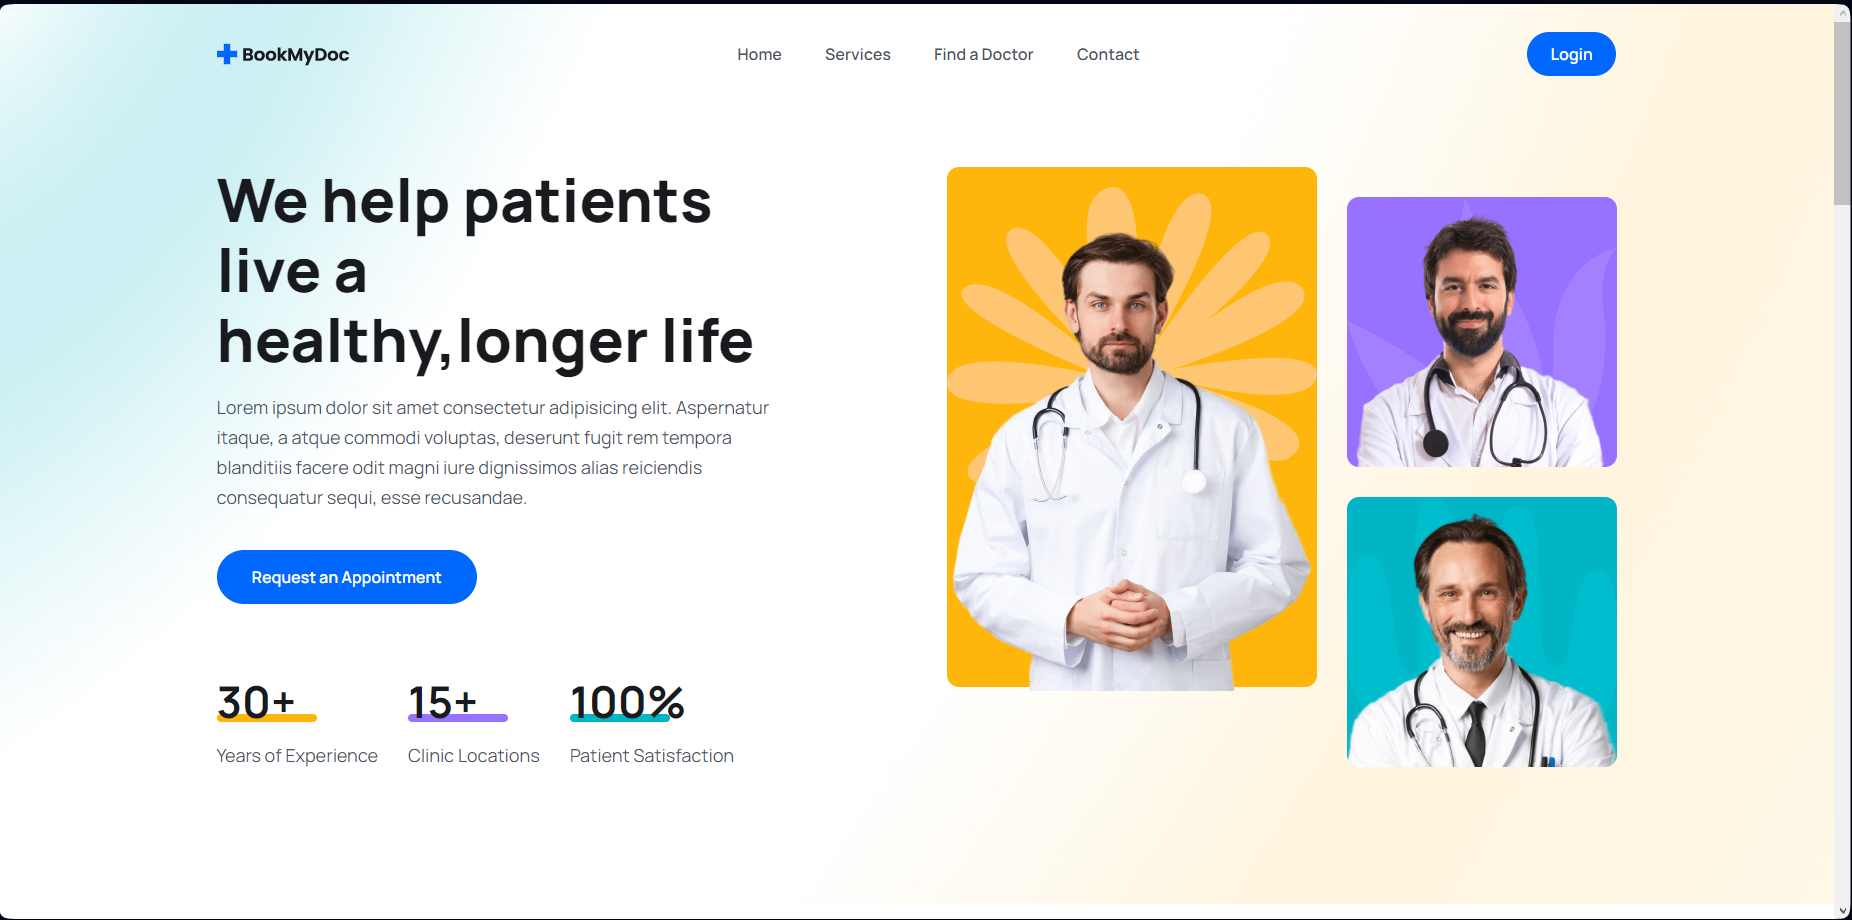 BookMyDoc
Home
Services
Find a Doctor
Contact
Login
We help patients
live a
healthy,longer life
Lorem ipsum dolor sit amet consectetur adipisicing elit. Aspernatur
itaque, a atque commodi voluptas, deserunt fugit rem tempora
blanditiis facere odit magni iure dignissimos alias reiciendis
consequatur sequi, esse recusandae.
Request an Appointment
30+
Years of Experience
15+
Clinic Locations
100%
Patient Satisfaction